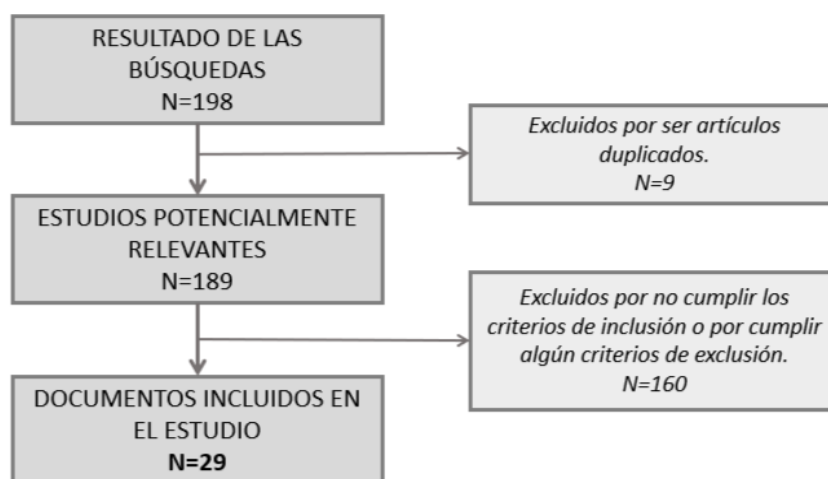 RESULTADO DE LAS
BÚSQUEDAS
N=198
Excluidos por ser artículos
duplicados.
N=9
ESTUDIOS POTENCIALMENTE
RELEVANTES
N=189
Excluidos por no cumplir los
criterios de inclusión o por cumplir
algún criterios de exclusión.
N=160
DOCUMENTOS INCLUIDOS EN
EL ESTUDIO
N=29